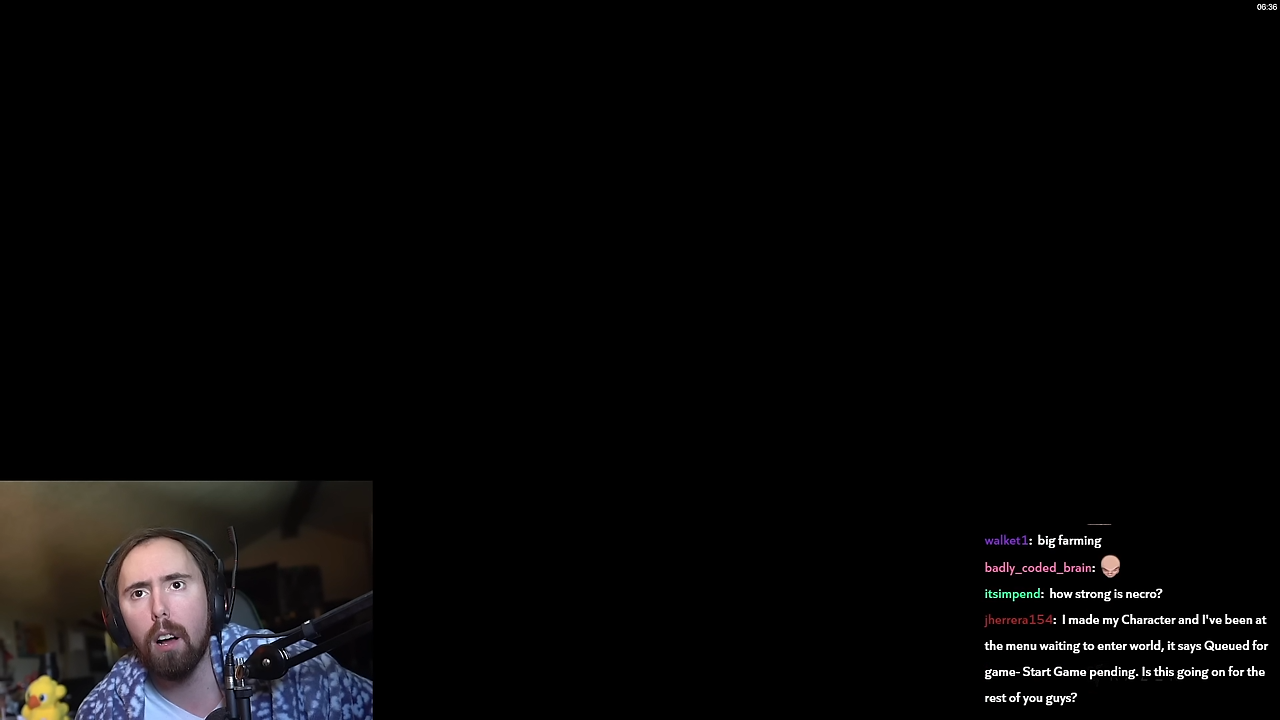 06:36
walket1: big farming
badly_coded_brain:
itsimpend: how strong is necro?
jherrera154: I made my Character and I've been at
the menu waiting to enter world, it says Queued for
game- Start Game pending. Is this going on for the
rest of you guys?